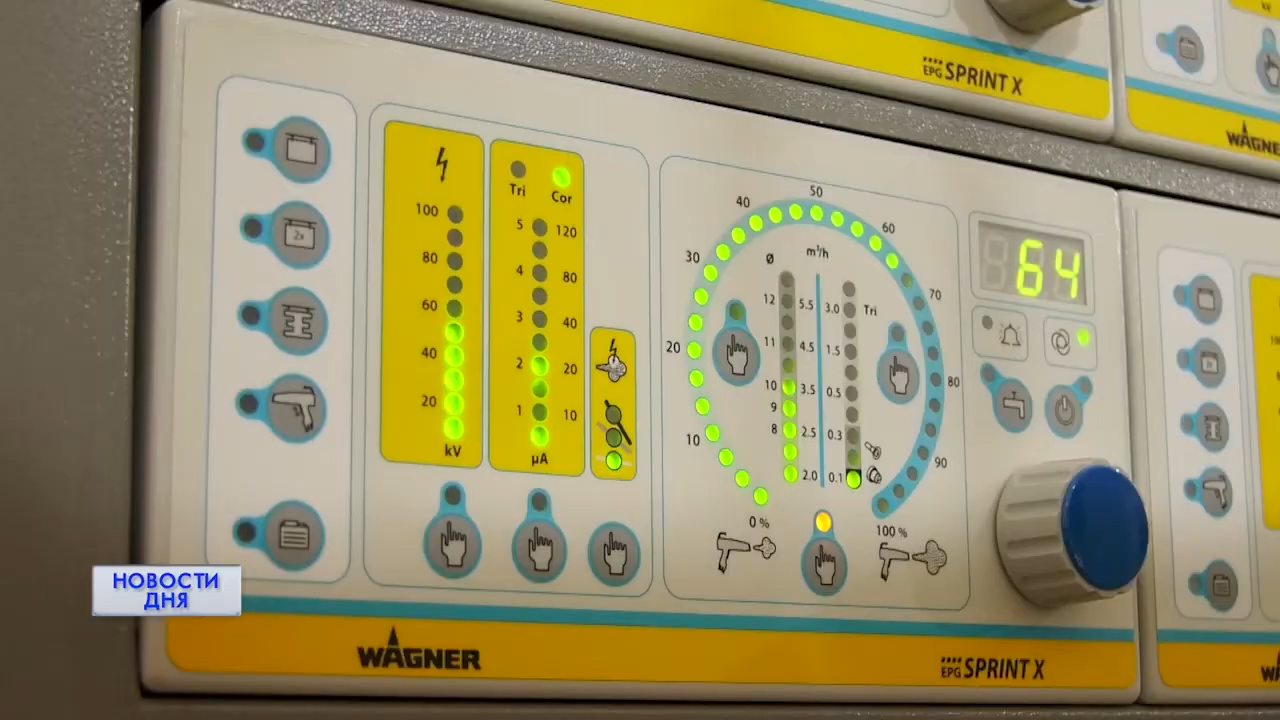 EPG SPRINT X
WAGNER
2x
Tri Cor
100
80
60
40
20
kV
5 120
4 80
3 40
2 20
1 10
µA
0 %
10
20
30
40
50
60
70
80
90
100 %
Ø m³/h
12 5.5 3.0 Tri
11 4.5 1.5
10 3.5 0.5
9
8 2.5 0.3
2.0 0.1
64
НОВОСТИ
ДНЯ
WAGNER
EPG SPRINT X